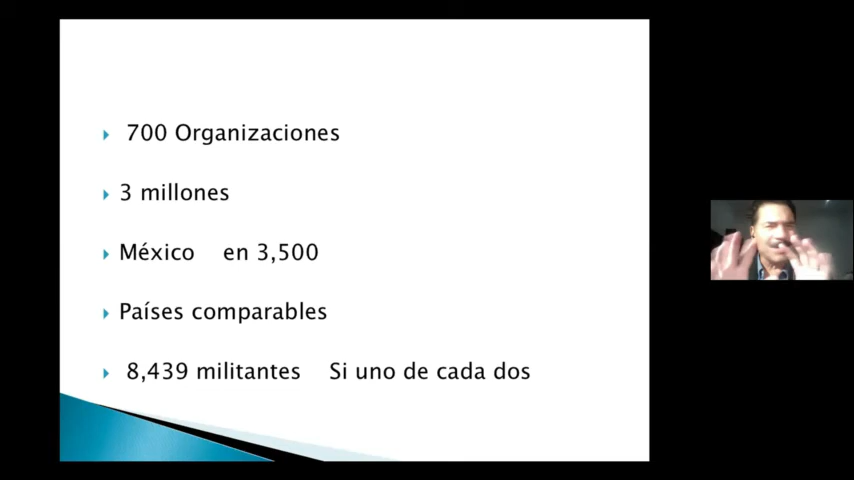 700 Organizaciones
3 millones
México en 3,500
Países comparables
8,439 militantes Si uno de cada dos